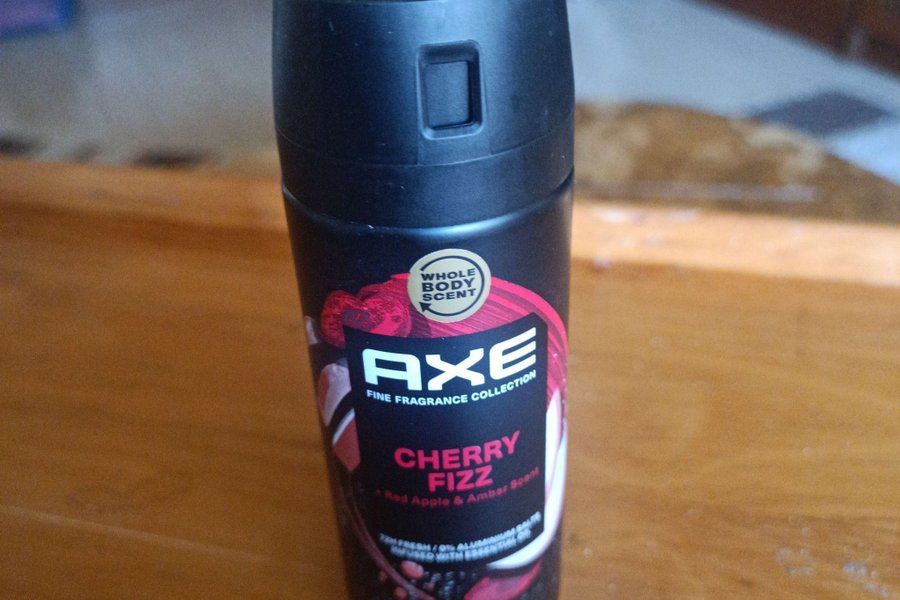 WHOLE
BODY
SCENT
AXE
FINE FRAGRANCE COLLECTION
CHERRY
FIZZ
+ Red Apple & Amber Scent
72H FRESH / 0% ALUMINIUM SALTS
INFUSED WITH ESSENTIAL OIL